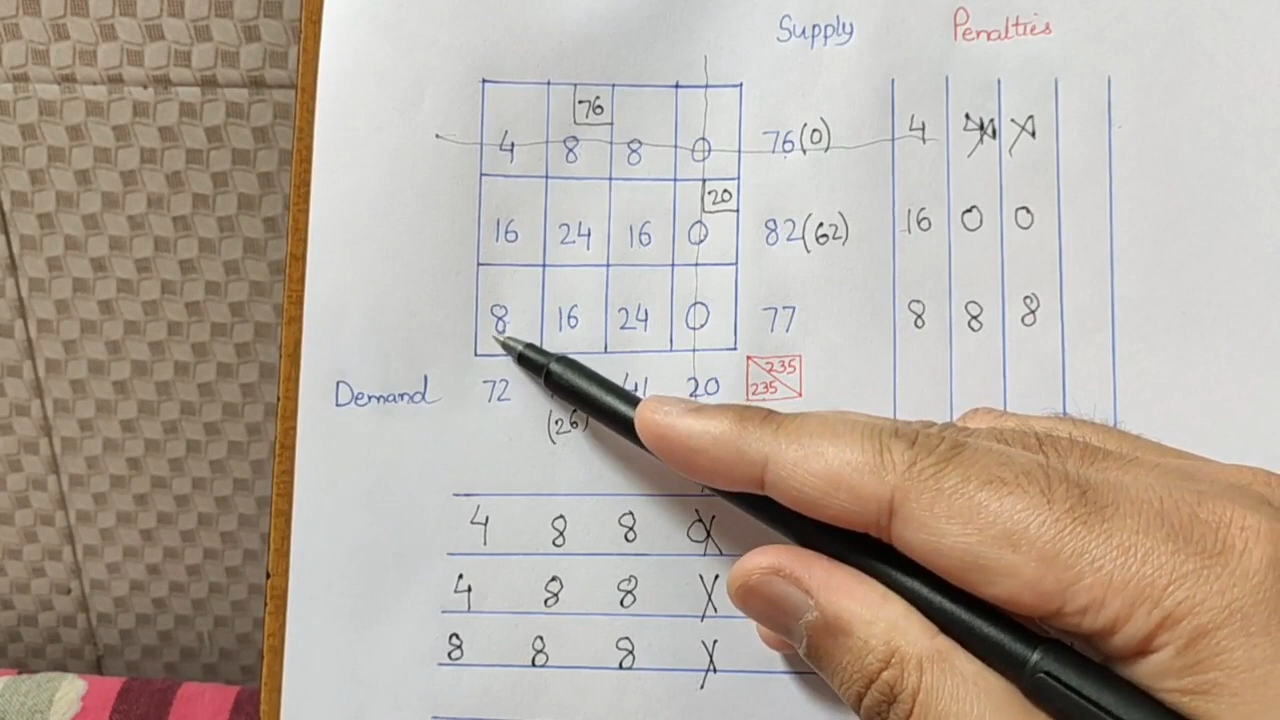 Supply Penalties
76
4 8 8 0 76(0) 4 4 X
20
16 24 16 0 82(62) 16 0 0
8 16 24 0 77 8 8 8
235
235
Demand 72 41 20
(26)
4 8 8 0
4 8 8 X
8 8 8 X